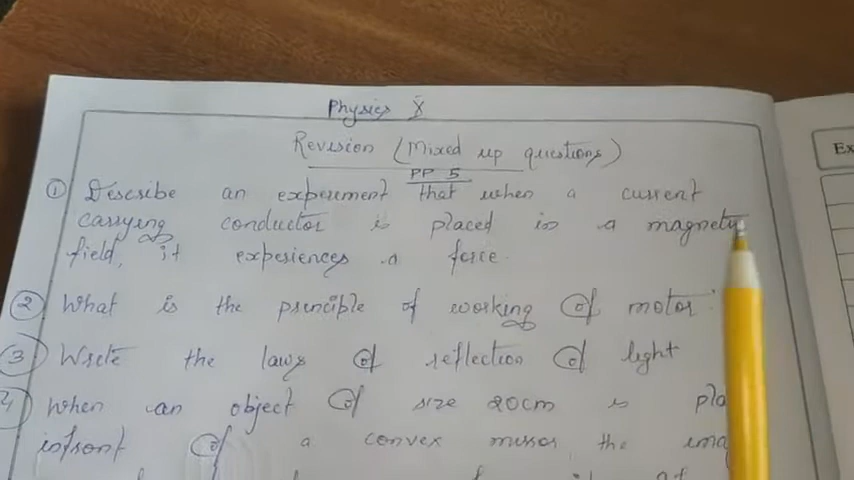 Physics X
Revision (Mixed up questions)
PP 5
① Describe an experiment that when a current
carrying conductor is placed in a magnetic
field, it experiences a force.
② What is the principle of working of motor
③ Write the laws of reflection of light
④ When an object of size 20cm is pla
infront of a convex mirror, the ima
Ex